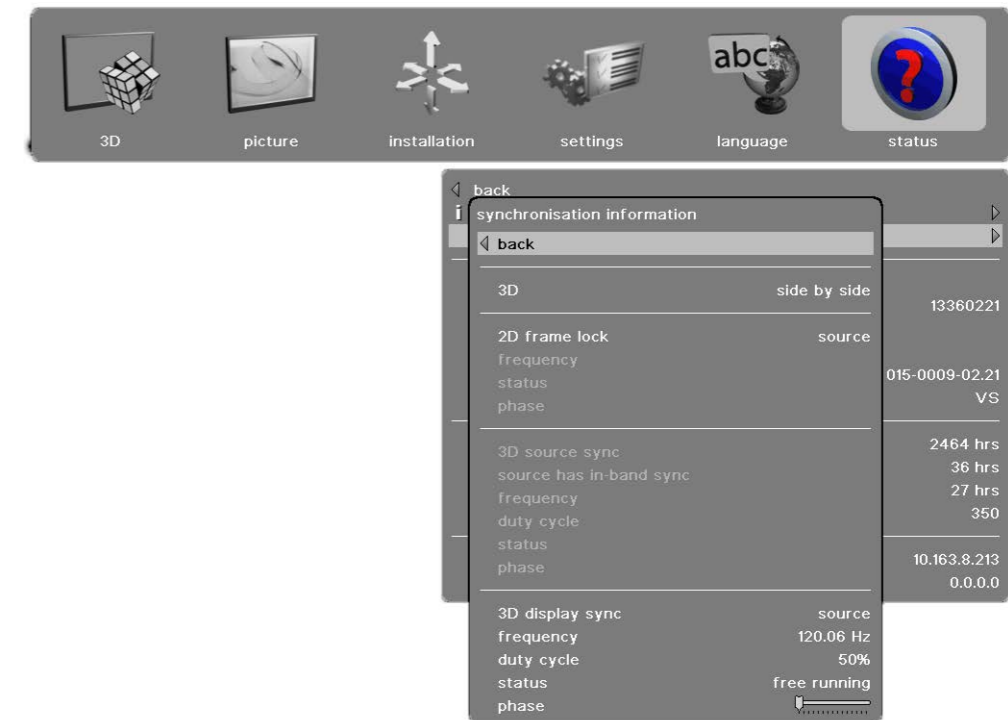 abc
3D picture installation settings language status
back
i
synchronisation information
back
3D side by side
13360221
2D frame lock source
frequency
status 015-0009-02.21
phase VS
2464 hrs
3D source sync
source has in-band sync 36 hrs
frequency 27 hrs
duty cycle 350
status
phase 10.163.8.213
0.0.0.0
3D display sync source
frequency 120.06 Hz
duty cycle 50%
status free running
phase